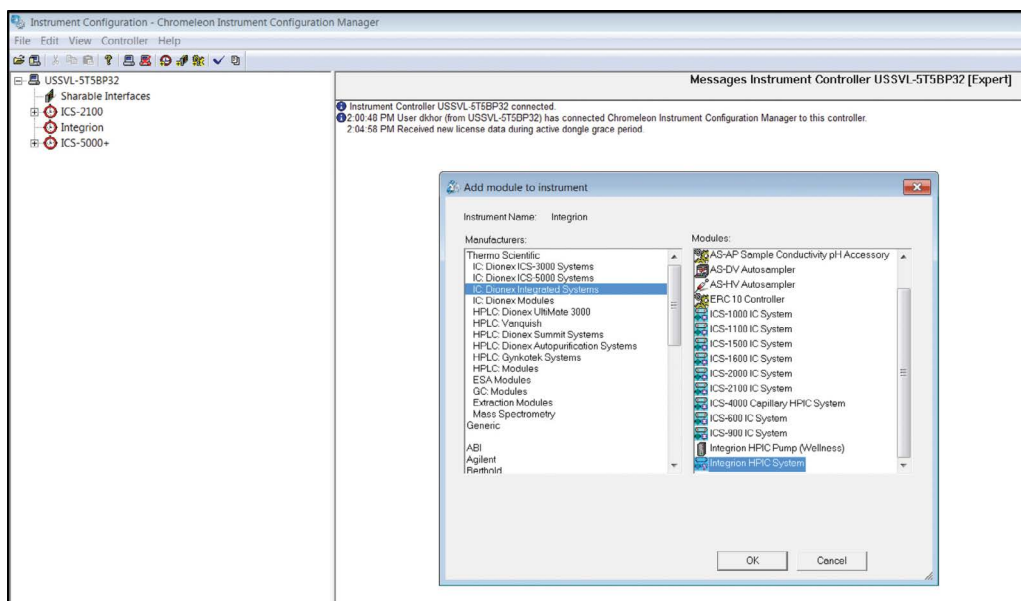 Instrument Configuration - Chromeleon Instrument Configuration Manager
File Edit View Controller Help
USSVL-5T5BP32
Sharable Interfaces
ICS-2100
Integrion
ICS-5000+
Messages Instrument Controller USSVL-5T5BP32 [Expert]
Instrument Controller USSVL-5T5BP32 connected.
2:00:48 PM User dkhor (from USSVL-5T5BP32) has connected Chromeleon Instrument Configuration Manager to this controller.
2:04:58 PM Received new license data during active dongle grace period.
Add module to instrument
Instrument Name: Integrion
Manufacturers:
Thermo Scientific
IC: Dionex ICS-3000 Systems
IC: Dionex ICS-5000 Systems
IC: Dionex Integrated Systems
IC: Dionex Modules
HPLC: Dionex UltiMate 3000
HPLC: Vanquish
HPLC: Dionex Summit Systems
HPLC: Dionex Autopurification Systems
HPLC: Gynkotek Systems
HPLC: Modules
ESA Modules
GC: Modules
Extraction Modules
Mass Spectrometry
Generic
ABI
Agilent
Berthold
Modules:
AS-AP Sample Conductivity pH Accessory
AS-DV Autosampler
AS-HV Autosampler
ERC 10 Controller
ICS-1000 IC System
ICS-1100 IC System
ICS-1500 IC System
ICS-1600 IC System
ICS-2000 IC System
ICS-2100 IC System
ICS-4000 Capillary HPIC System
ICS-600 IC System
ICS-900 IC System
Integrion HPIC Pump (Wellness)
Integrion HPIC System
OK Cancel